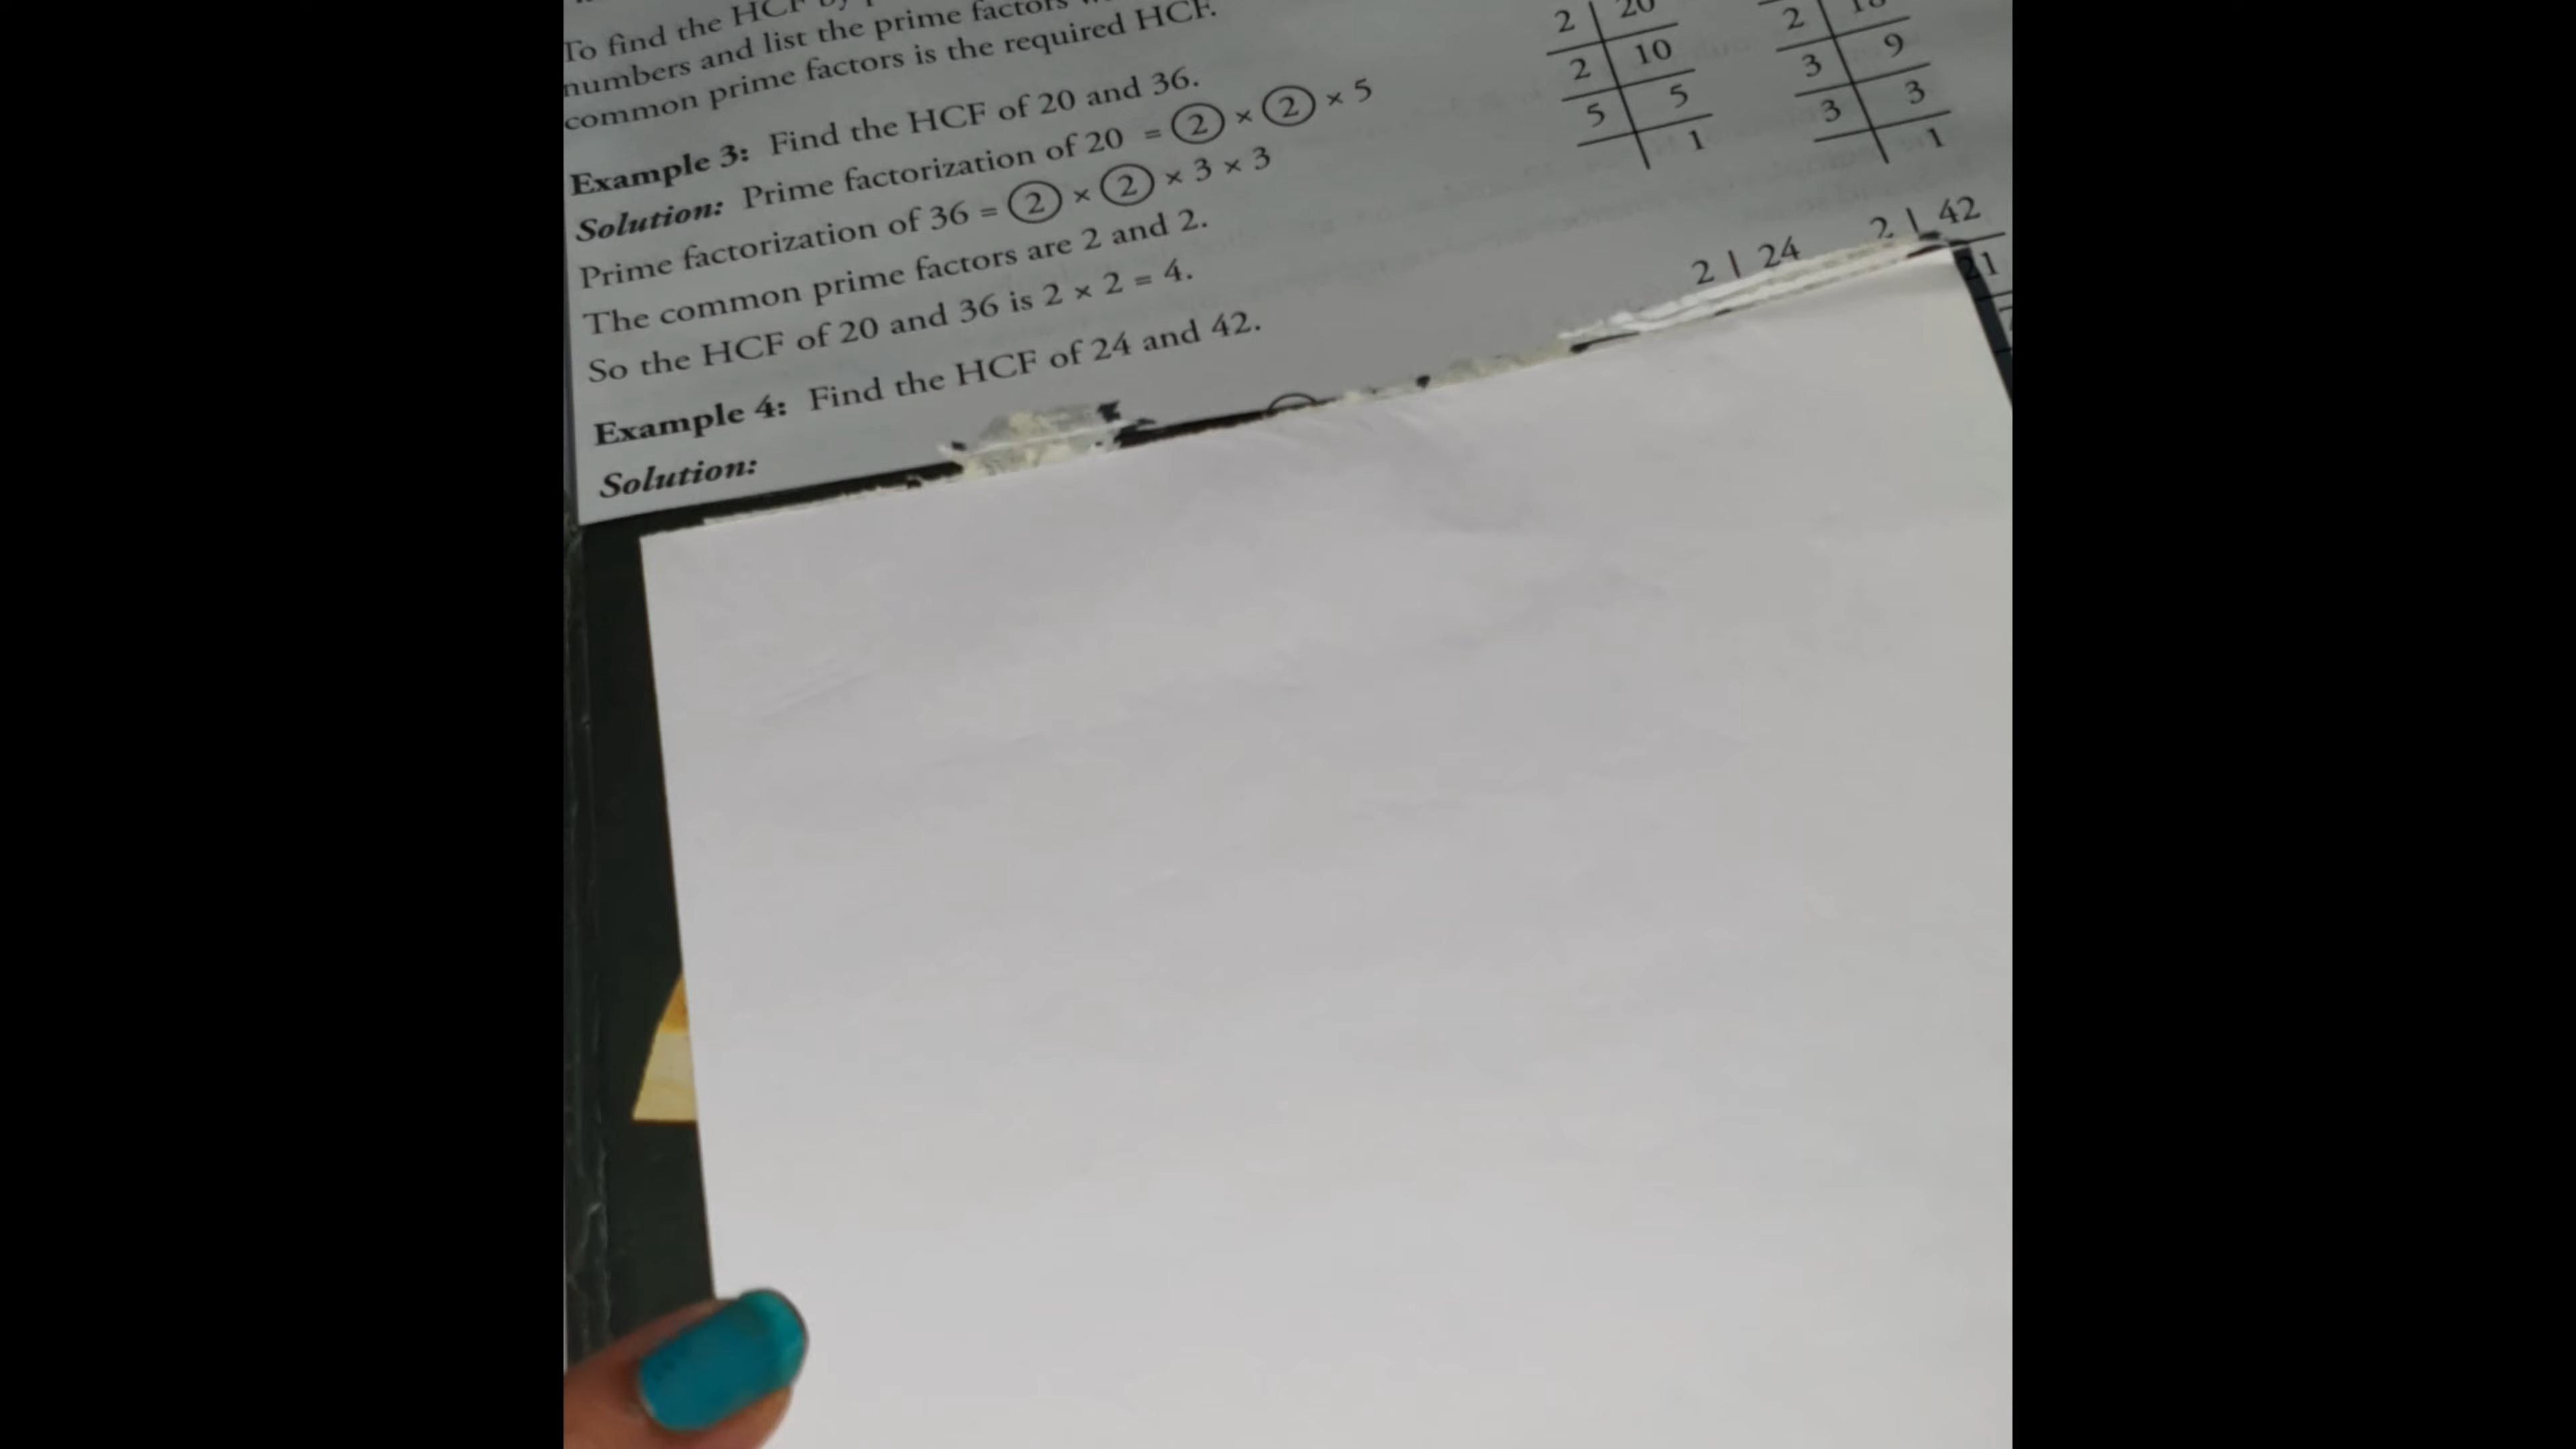 To find the HCF by
numbers and list the prime factors
common prime factors is the required HCF.
Example 3: Find the HCF of 20 and 36.
Solution: Prime factorization of 20 = 2 × 2 × 5
Prime factorization of 36 = 2 × 2 × 3 × 3
The common prime factors are 2 and 2.
So the HCF of 20 and 36 is 2 × 2 = 4.
Example 4: Find the HCF of 24 and 42.
Solution:
2 | 20
2 | 10
5 | 5
1
2 | 18
3 | 9
3 | 3
1
2 | 24
2 | 42
21